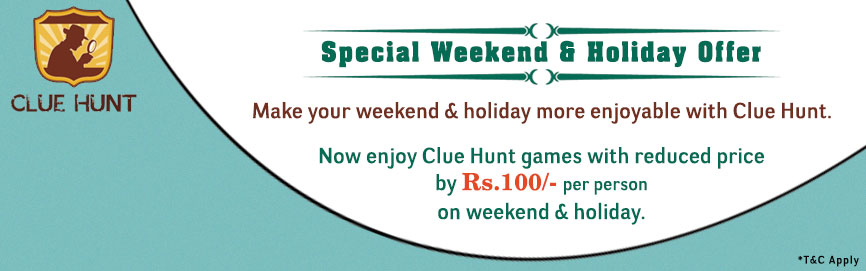 CLUE HUNT
Special Weekend & Holiday Offer
Make your weekend & holiday more enjoyable with Clue Hunt.
Now enjoy Clue Hunt games with reduced price
by Rs.100/- per person
on weekend & holiday.
*T&C Apply